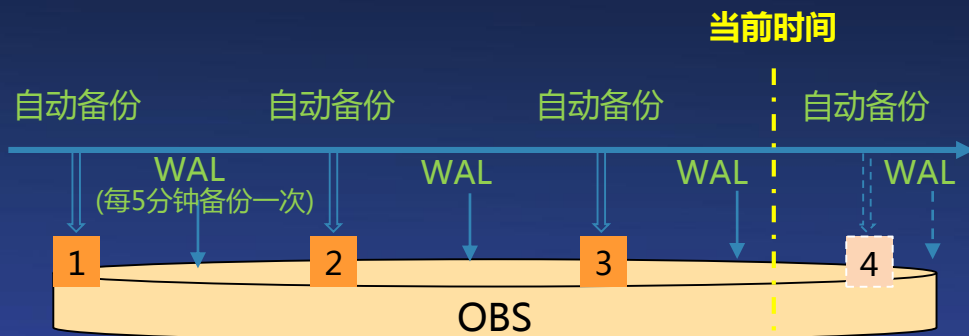 当前时间
自动备份 自动备份 自动备份 自动备份
WAL WAL WAL WAL
(每5分钟备份一次)
1 2 3 4
OBS